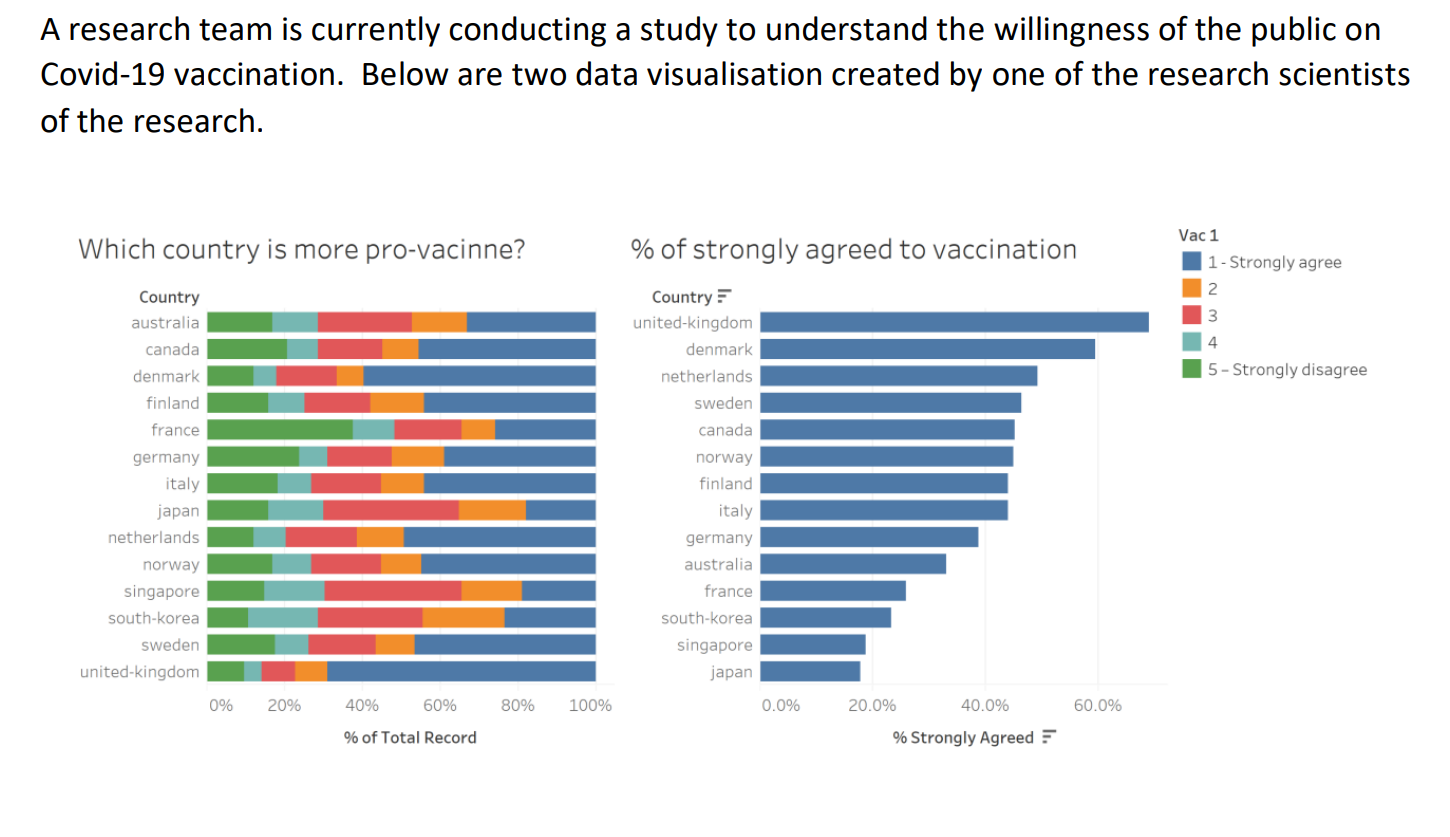 A research team is currently conducting a study to understand the willingness of the public on
Covid-19 vaccination.  Below are two data visualisation created by one of the research scientists
of the research.
Which country is more pro-vacinne?
Country
australia
canada
denmark
finland
france
germany
italy
japan
netherlands
norway
singapore
south-korea
sweden
united-kingdom
0% 20% 40% 60% 80% 100%
% of Total Record
% of strongly agreed to vaccination
Country
united-kingdom
denmark
netherlands
sweden
canada
norway
finland
italy
germany
australia
france
south-korea
singapore
japan
0.0% 20.0% 40.0% 60.0%
% Strongly Agreed
Vac 1
1 - Strongly agree
2
3
4
5 – Strongly disagree